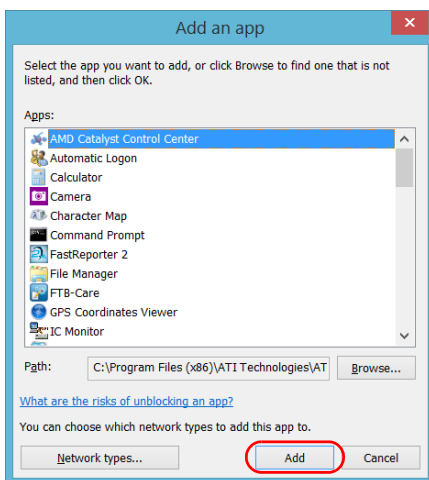 Add an app
Select the app you want to add, or click Browse to find one that is not
listed, and then click OK.
Apps:
AMD Catalyst Control Center
Automatic Logon
Calculator
Camera
Character Map
Command Prompt
FastReporter 2
File Manager
FTB-Care
GPS Coordinates Viewer
IC Monitor
Path: C:\Program Files (x86)\ATI Technologies\AT Browse...
What are the risks of unblocking an app?
You can choose which network types to add this app to.
Network types... Add Cancel